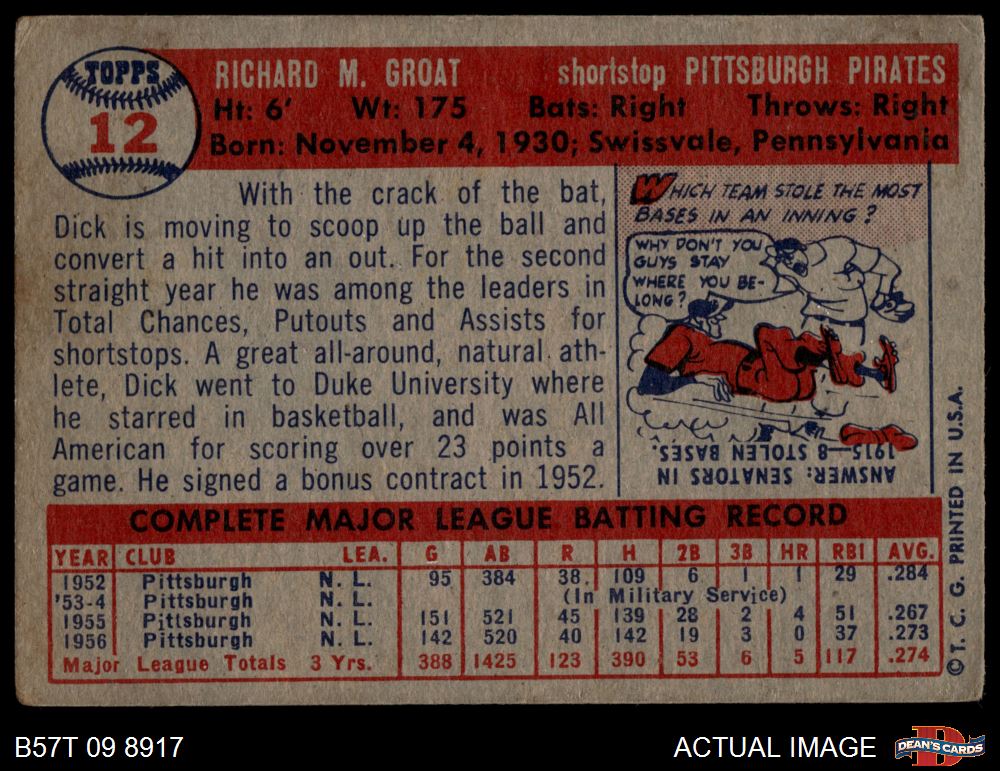 TOPPS
12
RICHARD M. GROAT shortstop PITTSBURGH PIRATES
Ht: 6' Wt: 175 Bats: Right Throws: Right
Born: November 4, 1930; Swissvale, Pennsylvania
With the crack of the bat,
Dick is moving to scoop up the ball and
convert a hit into an out. For the second
straight year he was among the leaders in
Total Chances, Putouts and Assists for
shortstops. A great all-around, natural ath-
lete, Dick went to Duke University where
he starred in basketball, and was All
American for scoring over 23 points a
game. He signed a bonus contract in 1952.
WHICH TEAM STOLE THE MOST
BASES IN AN INNING?
WHY DON'T YOU
GUYS STAY
WHERE YOU BE-
LONG?
ANSWER: SENATORS IN
1915—8 STOLEN BASES.
COMPLETE MAJOR LEAGUE BATTING RECORD
YEAR CLUB LEA. G AB R H 2B 3B HR RBI AVG.
1952 Pittsburgh N. L. 95 384 38 109 6 1 1 29 .284
'53-4 Pittsburgh N. L. (In Military Service)
1955 Pittsburgh N. L. 151 521 45 139 28 2 4 51 .267
1956 Pittsburgh N. L. 142 520 40 142 19 3 0 37 .273
Major League Totals 3 Yrs. 388 1425 123 390 53 6 5 117 .274
© T. C. G. PRINTED IN U.S.A.
B57T 09 8917 ACTUAL IMAGE
DEAN'S CARDS